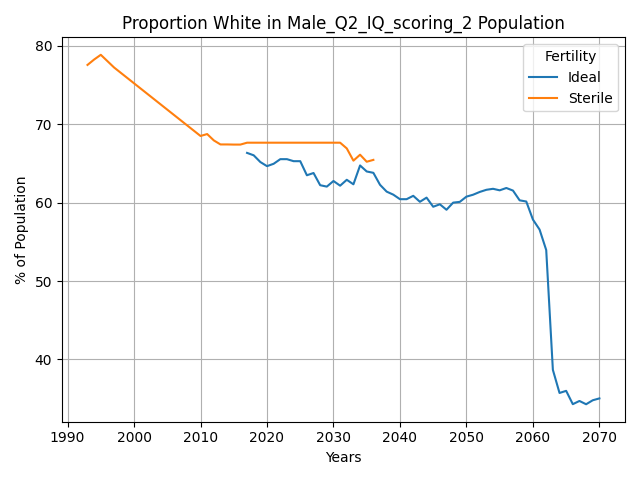 Proportion White in Male_Q2_IQ_scoring_2 Population
Fertility
Ideal
Sterile
80
70
60
50
40
% of Population
1990
2000
2010
2020
2030
2040
2050
2060
2070
Years